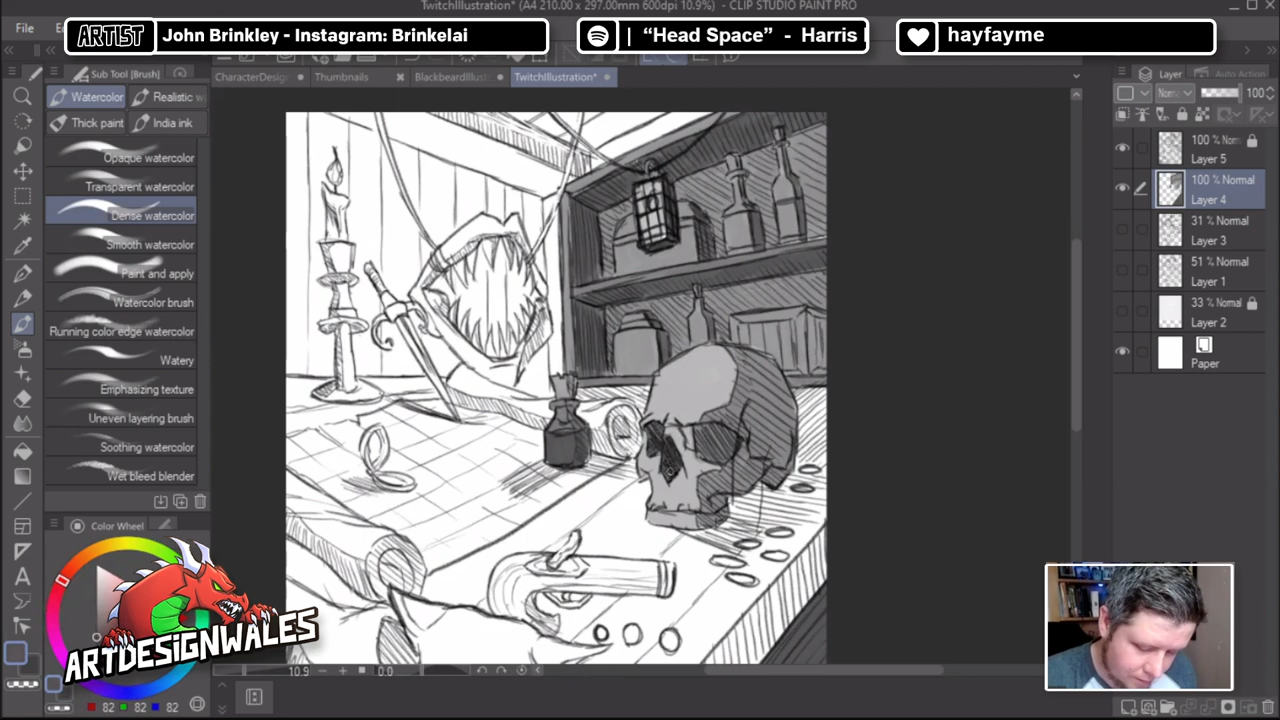 TwitchIllustration* (A4 210.00 x 297.00mm 600dpi 10.9%) - CLIP STUDIO PAINT PRO
File
ARTIST John Brinkley - Instagram: Brinkelai
| “Head Space” - Harris
hayfayme
Sub Tool [Brush]
Layer
Auto Action
CharacterDesign
Thumbnails
BlackbeardIllusti
TwitchIllustration*
Watercolor
Realistic w
Thick paint
India ink
Opaque watercolor
Transparent watercolor
Dense watercolor
Smooth watercolor
Paint and apply
Watercolor brush
Running color edge watercolor
Watery
Emphasizing texture
Uneven layering brush
Soothing watercolor
Wet bleed blender
Color Wheel
ARTDESIGNWALES
82 82 82
10.9
0.0
100
100 %
Layer 5
100 % Normal
Layer 4
31 % Normal
Layer 3
51 % Normal
Layer 1
33 % Normal
Layer 2
Paper